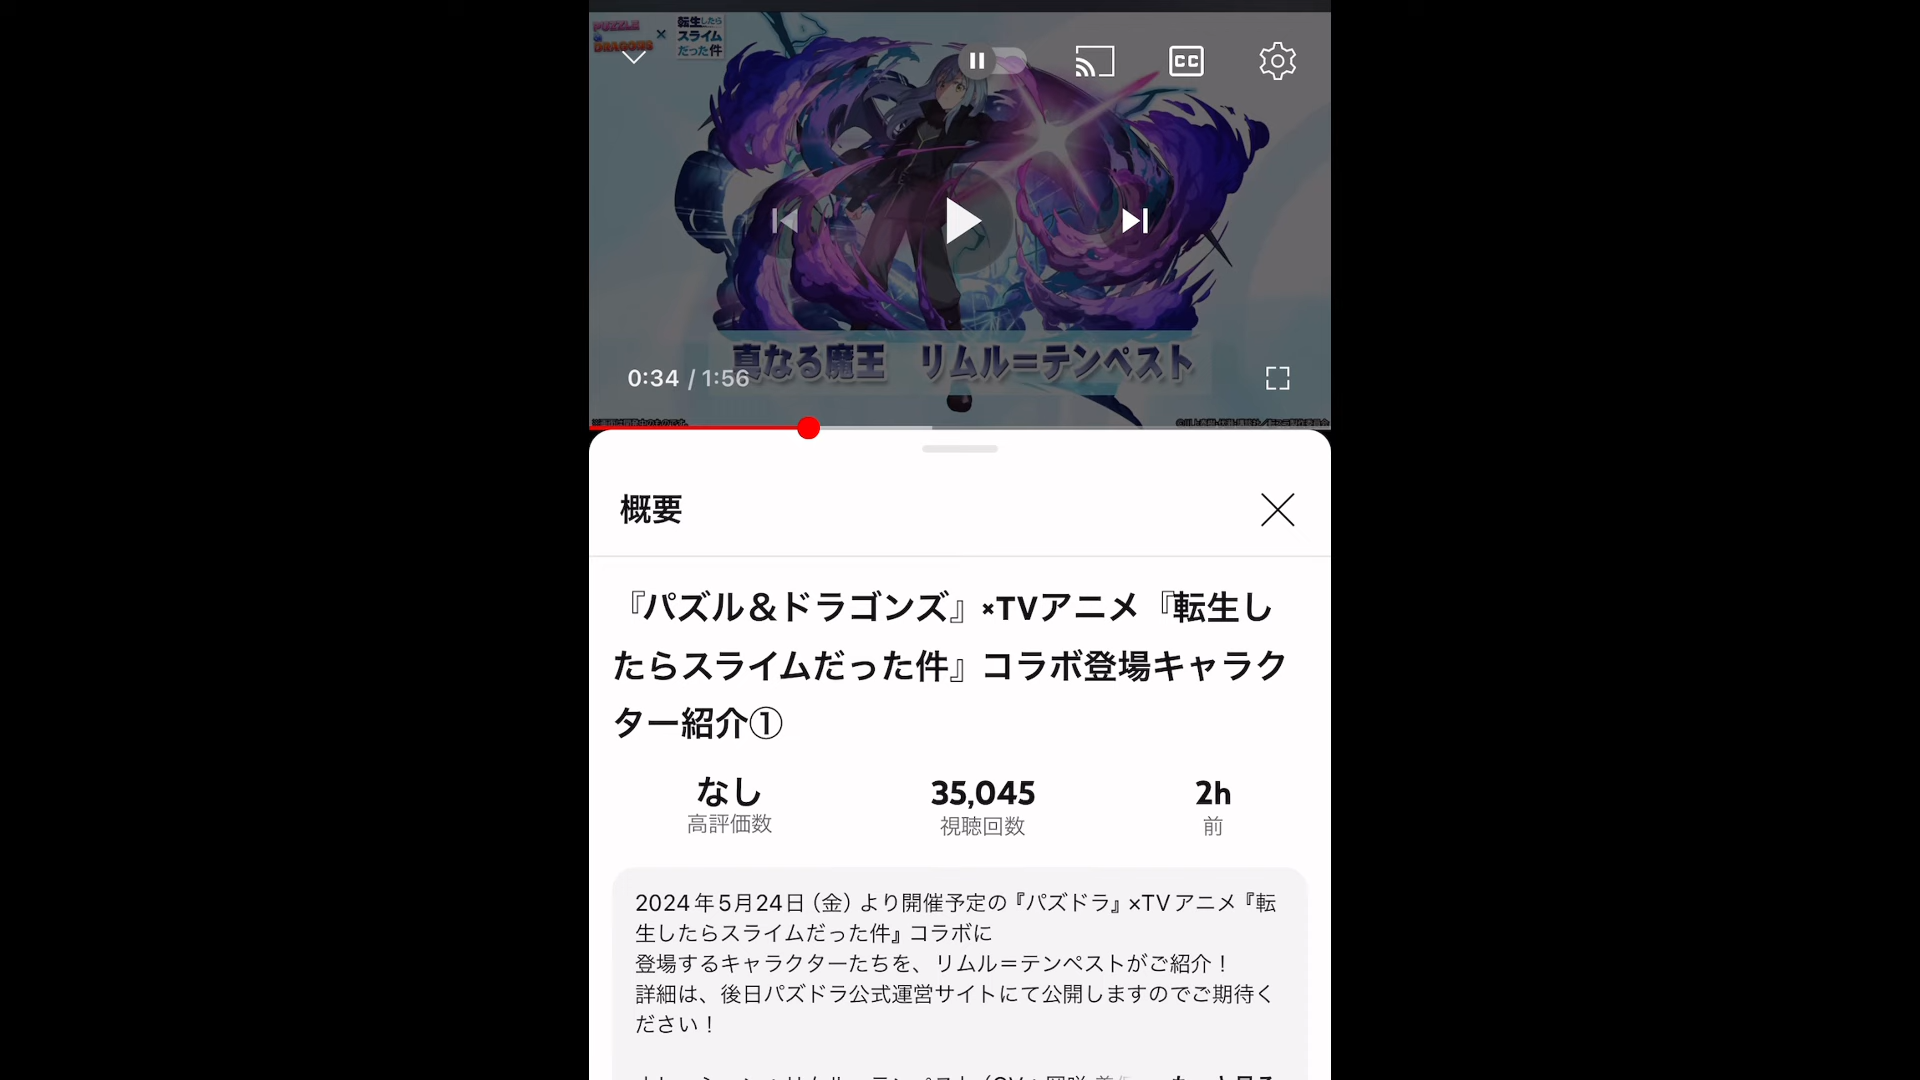 PUZZLE & DRAGONS × 転生したらスライムだった件
CC
真なる魔王 リムル＝テンペスト
0:34 / 1:56
概要
『パズル＆ドラゴンズ』×TVアニメ『転生し
たらスライムだった件』コラボ登場キャラク
ター紹介①
なし
高評価数
35,045
視聴回数
2h
前
2024年5月24日（金）より開催予定の『パズドラ』×TVアニメ『転
生したらスライムだった件』コラボに
登場するキャラクターたちを、リムル＝テンペストがご紹介！
詳細は、後日パズドラ公式運営サイトにて公開しますのでご期待く
ださい！